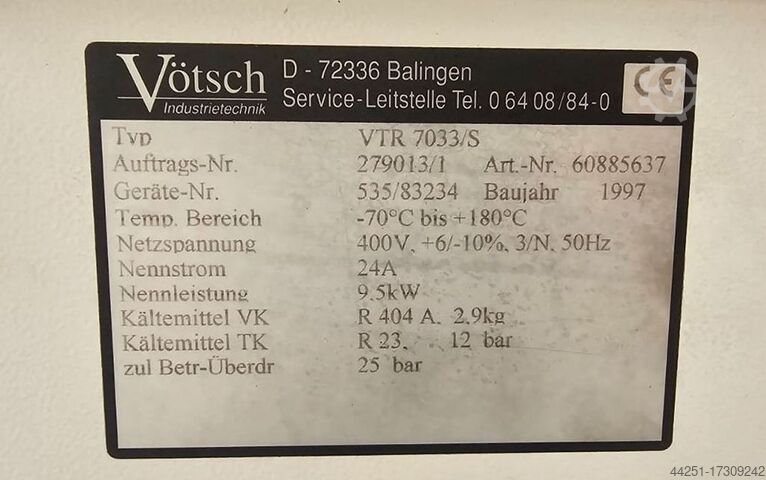 Vötsch
Industrietechnik
D - 72336 Balingen
Service-Leitstelle Tel. 0 64 08/84-0
CE
Typ VTR 7033/S
Auftrags-Nr. 279013/1 Art.-Nr. 60885637
Geräte-Nr. 535/83234 Baujahr 1997
Temp. Bereich -70°C bis +180°C
Netzspannung 400V, +6/-10%, 3/N, 50Hz
Nennstrom 24A
Nennleistung 9.5kW
Kältemittel VK R 404 A, 2.9kg
Kältemittel TK R 23, 12 bar
zul Betr-Überdr 25 bar
44251-17309242